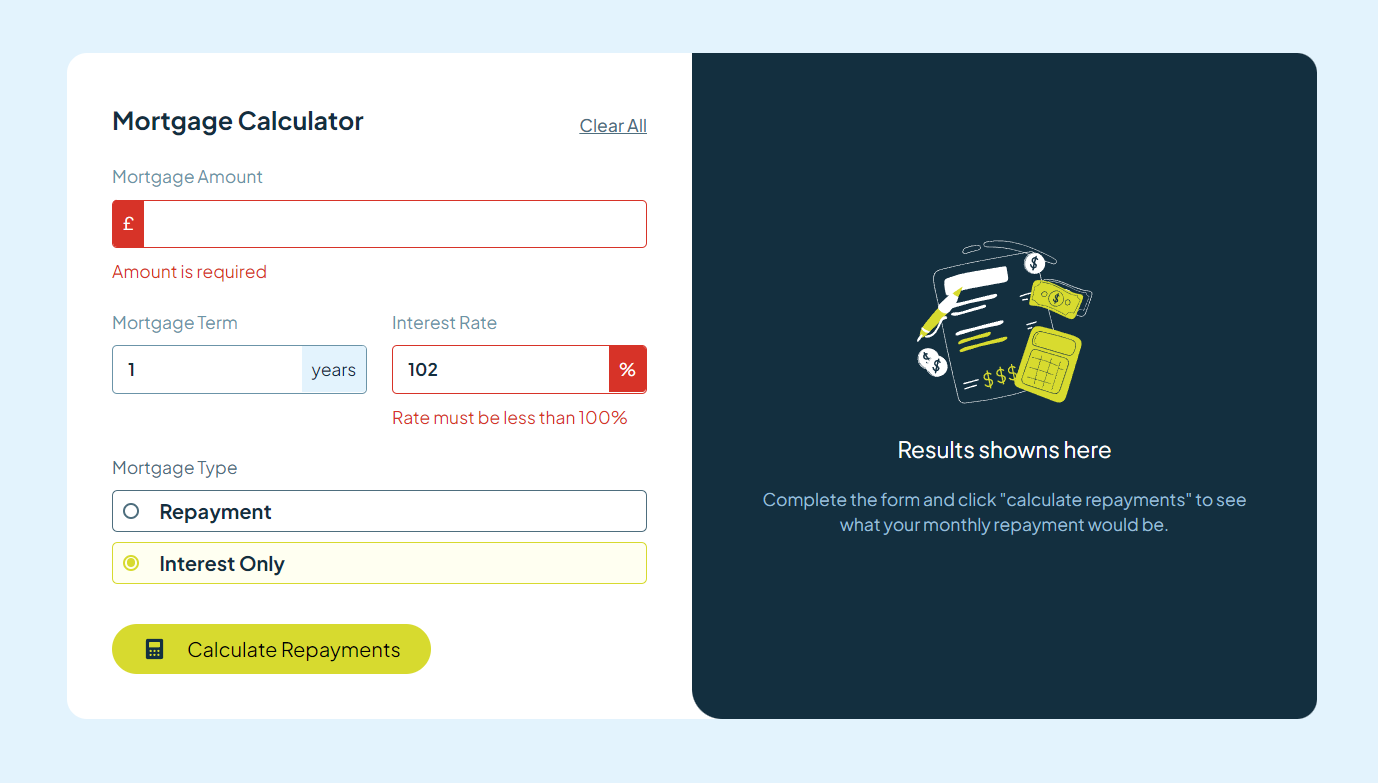 Mortgage Calculator
Clear All
Mortgage Amount
£
Amount is required
Mortgage Term
Interest Rate
1 years
102 %
Rate must be less than 100%
Mortgage Type
Repayment
Interest Only
Calculate Repayments
$
$
$ $
$$$
Results showns here
Complete the form and click "calculate repayments" to see
what your monthly repayment would be.